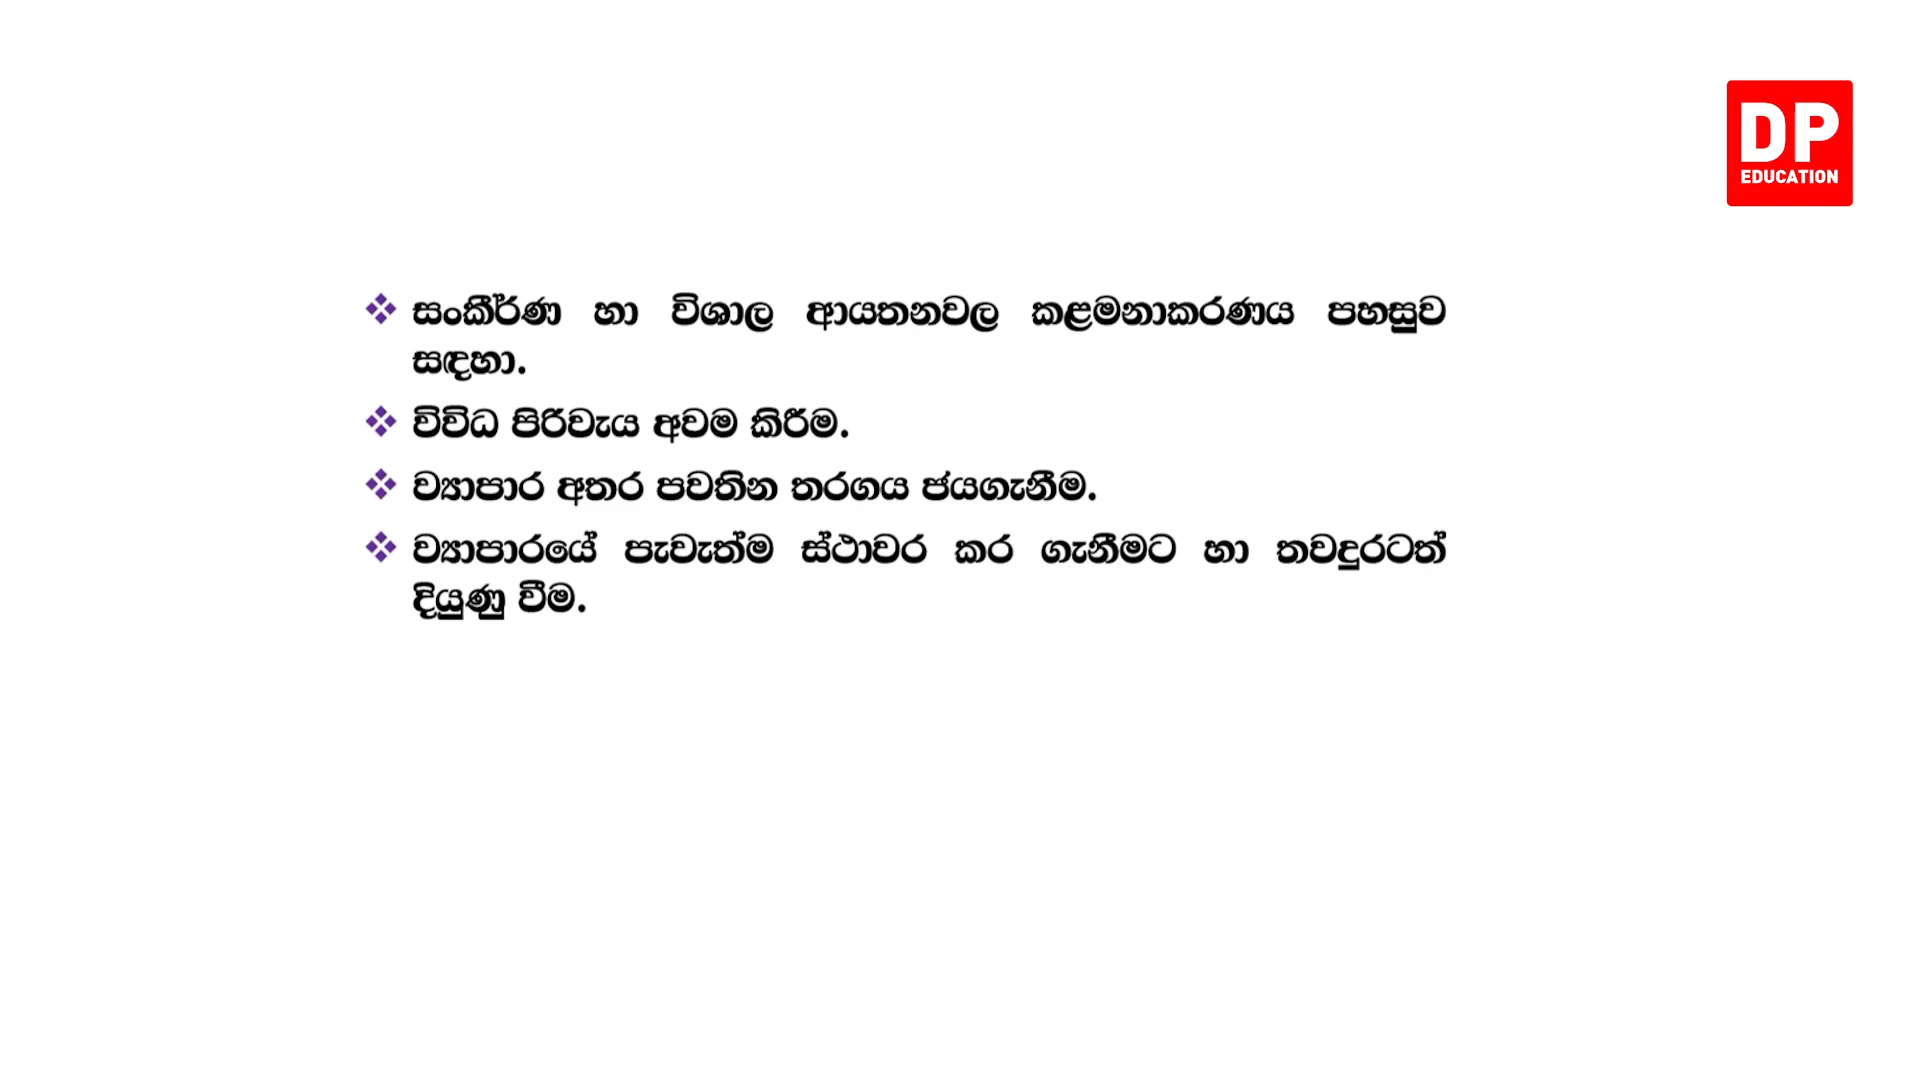 DP
EDUCATION
සංකීර්ණ හා විශාල ආයතනවල කළමනාකරණය පහසුව
සඳහා.
විවිධ පිරිවැය අවම කිරීම.
ව්‍යාපාර අතර පවතින තරගය ජයගැනීම.
ව්‍යාපාරයේ පැවැත්ම ස්ථාවර කර ගැනීමට හා තවදුරටත්
දියුණු වීම.